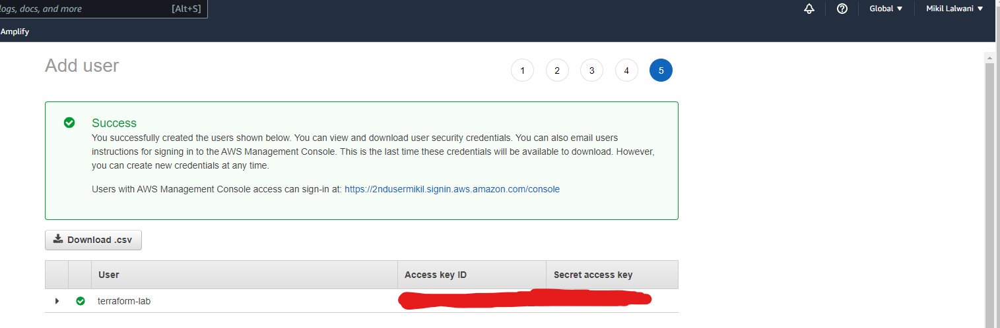 logs, docs, and more [Alt+S] Global Mikil Lalwani
Amplify
Add user 1 2 3 4 5
Success
You successfully created the users shown below. You can view and download user security credentials. You can also email users
instructions for signing in to the AWS Management Console. This is the last time these credentials will be available to download. However,
you can create new credentials at any time.
Users with AWS Management Console access can sign-in at: https://2ndusermikil.signin.aws.amazon.com/console
Download .csv
User Access key ID Secret access key
terraform-lab